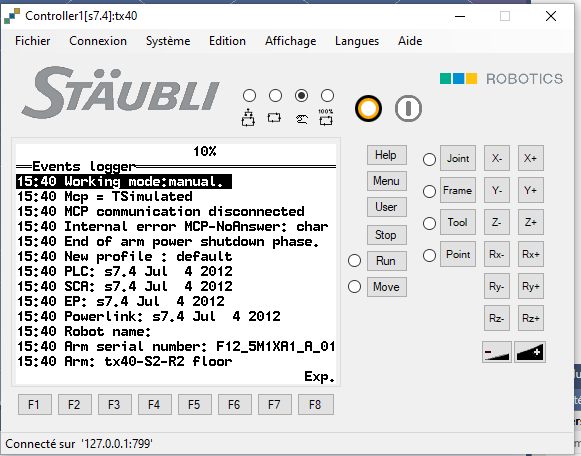 Controller1[s7.4]:tx40
Fichier Connexion Système Edition Affichage Langues Aide
STÄUBLI
ROBOTICS
100%
10%
Events logger
15:40 Working mode:manual.
15:40 Mcp = TSimulated
15:40 MCP communication disconnected
15:40 Internal error MCP-NoAnswer: char
15:40 End of arm power shutdown phase.
15:40 New profile : default
15:40 PLC: s7.4 Jul  4 2012
15:40 SCA: s7.4 Jul  4 2012
15:40 EP: s7.4 Jul  4 2012
15:40 Powerlink: s7.4 Jul  4 2012
15:40 Robot name:
15:40 Arm serial number: F12_5M1XA1_A_01
15:40 Arm: tx40-S2-R2 floor
Exp.
Help
Menu
User
Stop
Run
Move
Joint X- X+
Frame Y- Y+
Tool Z- Z+
Point Rx- Rx+
Ry- Ry+
Rz- Rz+
- +
F1 F2 F3 F4 F5 F6 F7 F8
Connecté sur '127.0.0.1:799'